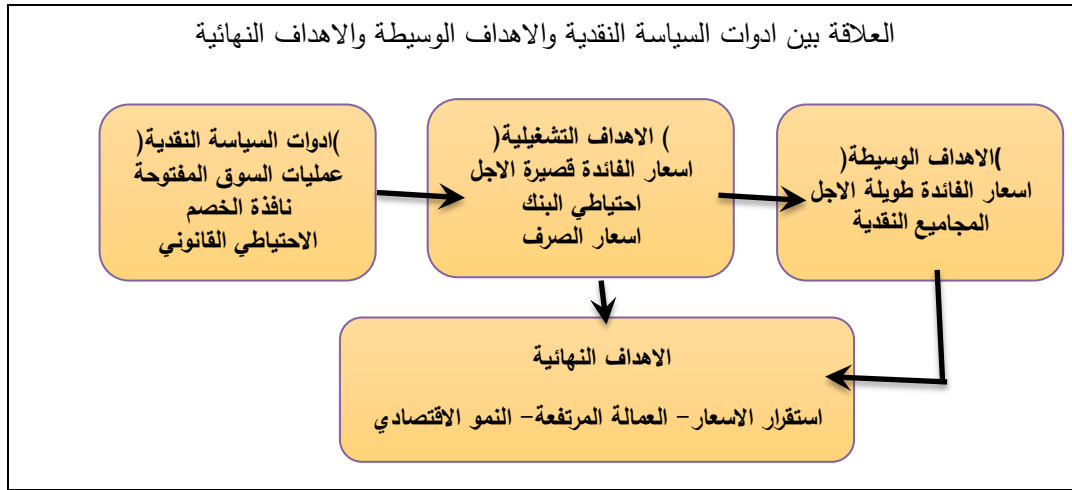 العلاقة بين ادوات السياسة النقدية والاهداف الوسيطة والاهداف النهائية
)ادوات السياسة النقدية(
عمليات السوق المفتوحة
نافذة الخصم
الاحتياطي القانوني
) الاهداف التشغيلية(
اسعار الفائدة قصيرة الاجل
احتياطي البنك
اسعار الصرف
)الاهداف الوسيطة(
اسعار الفائدة طويلة الاجل
المجاميع النقدية
الاهداف النهائية
استقرار الاسعار– العمالة المرتفعة– النمو الاقتصادي